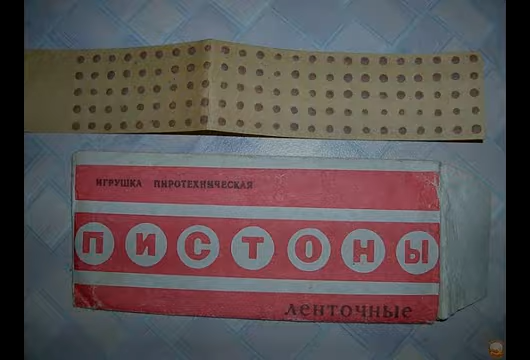 ИГРУШКА ПИРОТЕХНИЧЕСКАЯ
ПИСТОНЫ
ленточные